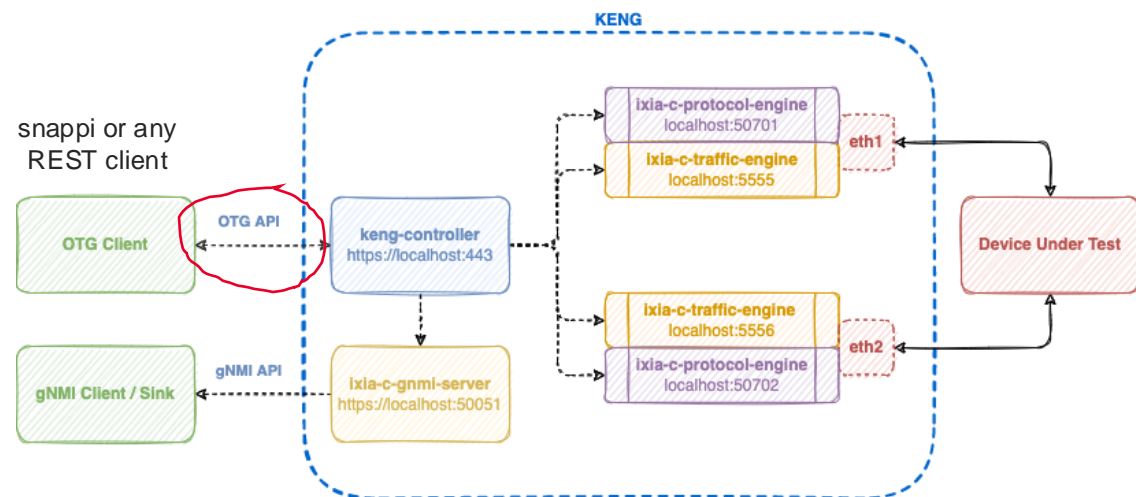 KENG
snappi or any
REST client
OTG Client
OTG API
keng-controller
https://localhost:443
ixia-c-protocol-engine
localhost:50701
ixia-c-traffic-engine
localhost:5555
eth1
Device Under Test
ixia-c-traffic-engine
localhost:5556
ixia-c-protocol-engine
localhost:50702
eth2
gNMI Client / Sink
gNMI API
ixia-c-gnmi-server
https://localhost:50051